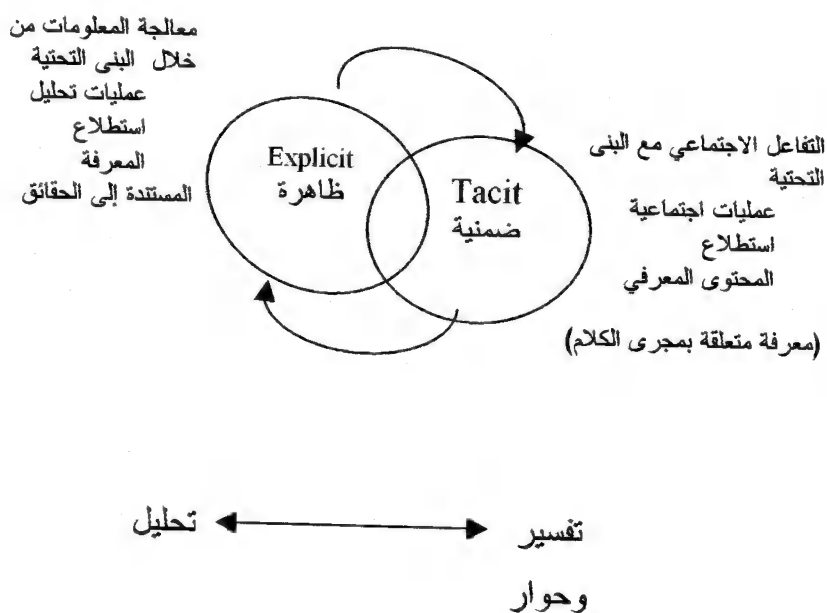 معالجة المعلومات من
خلال البنى التحتية
عمليات تحليل
استطلاع
المعرفة
المستندة إلى الحقائق
Explicit
ظاهرة
Tacit
ضمنية
التفاعل الاجتماعي مع البنى
التحتية
عمليات اجتماعية
استطلاع
المحتوى المعرفي
(معرفة متعلقة بمجرى الكلام)
تحليل
تفسير
وحوار